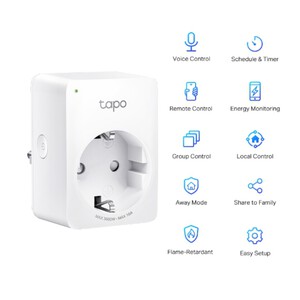 tapo
Voice Control
Schedule & Timer
Remote Control
Energy Monitoring
Group Control
Local Control
Away Mode
Share to Family
Flame-Retardant
Easy Setup